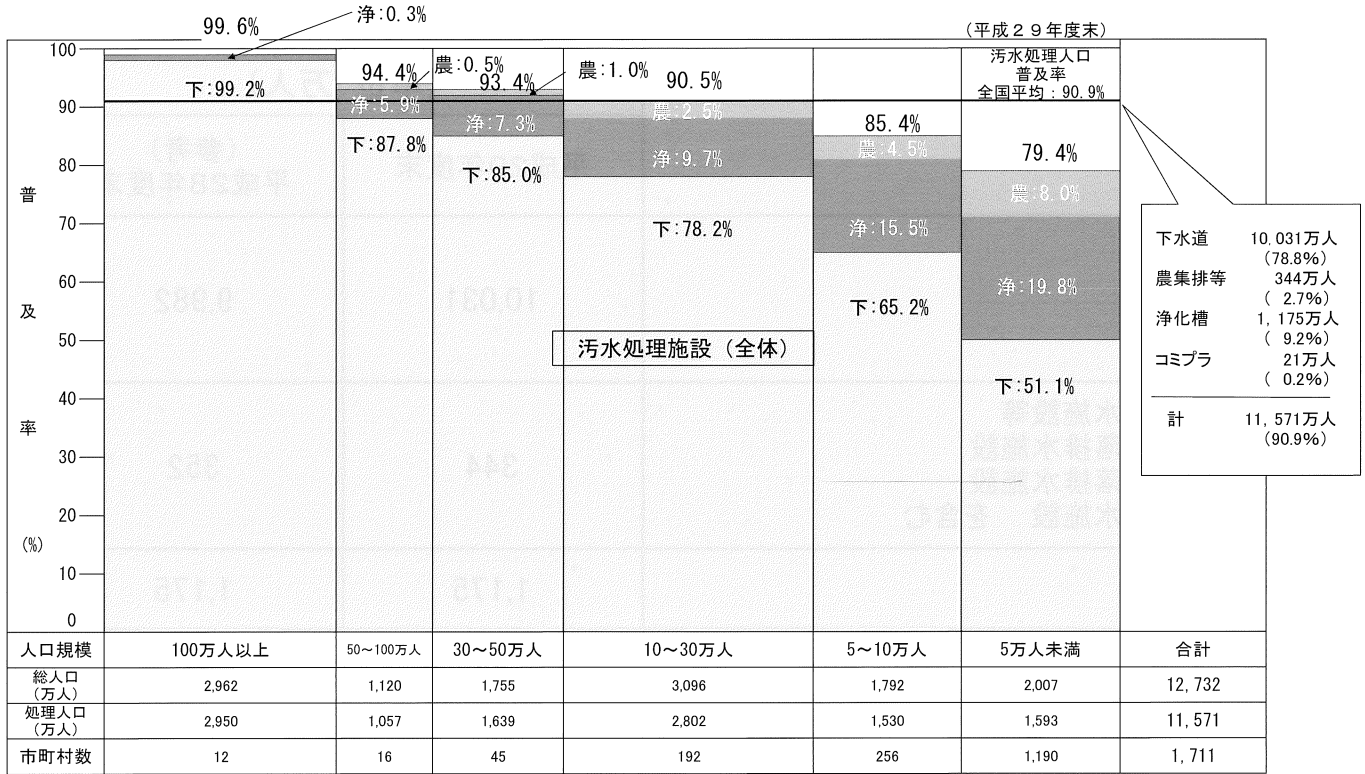 (平成29年度末)
99.6%
浄:0.3%
下:99.2%
94.4%
農:0.5%
浄:5.9%
下:87.8%
93.4%
農:1.0%
浄:7.3%
下:85.0%
90.5%
農:2.5%
浄:9.7%
下:78.2%
85.4%
農:4.5%
浄:15.5%
下:65.2%
汚水処理人口
普及率
全国平均:90.9%
79.4%
農:8.0%
浄:19.8%
下:51.1%
汚水処理施設(全体)
普及率(%)
100
90
80
70
60
50
40
30
20
10
0
下水道 10,031万人
(78.8%)
農集排等 344万人
( 2.7%)
浄化槽 1,175万人
( 9.2%)
コミプラ 21万人
( 0.2%)
計 11,571万人
(90.9%)
人口規模 100万人以上 50~100万人 30~50万人 10~30万人 5~10万人 5万人未満 合計
総人口
(万人) 2,962 1,120 1,755 3,096 1,792 2,007 12,732
処理人口
(万人) 2,950 1,057 1,639 2,802 1,530 1,593 11,571
市町村数 12 16 45 192 256 1,190 1,711